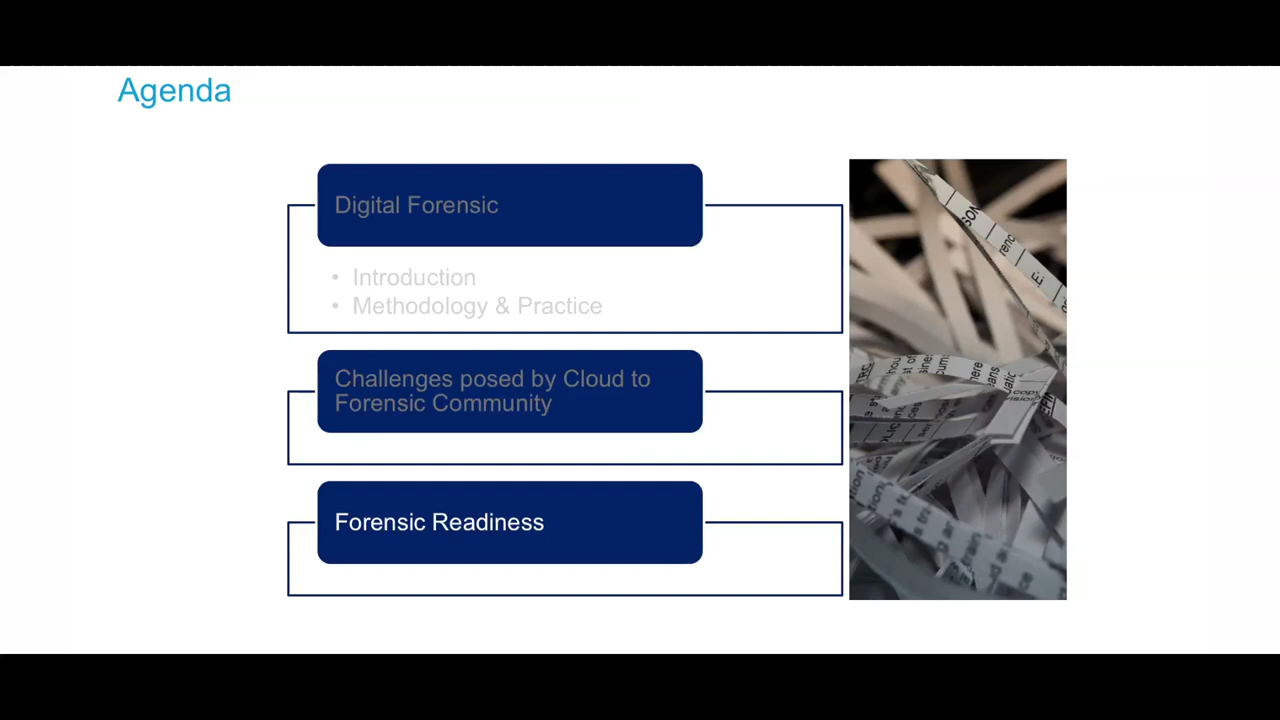 Agenda
Digital Forensic
• Introduction
• Methodology & Practice
Challenges posed by Cloud to
Forensic Community
Forensic Readiness